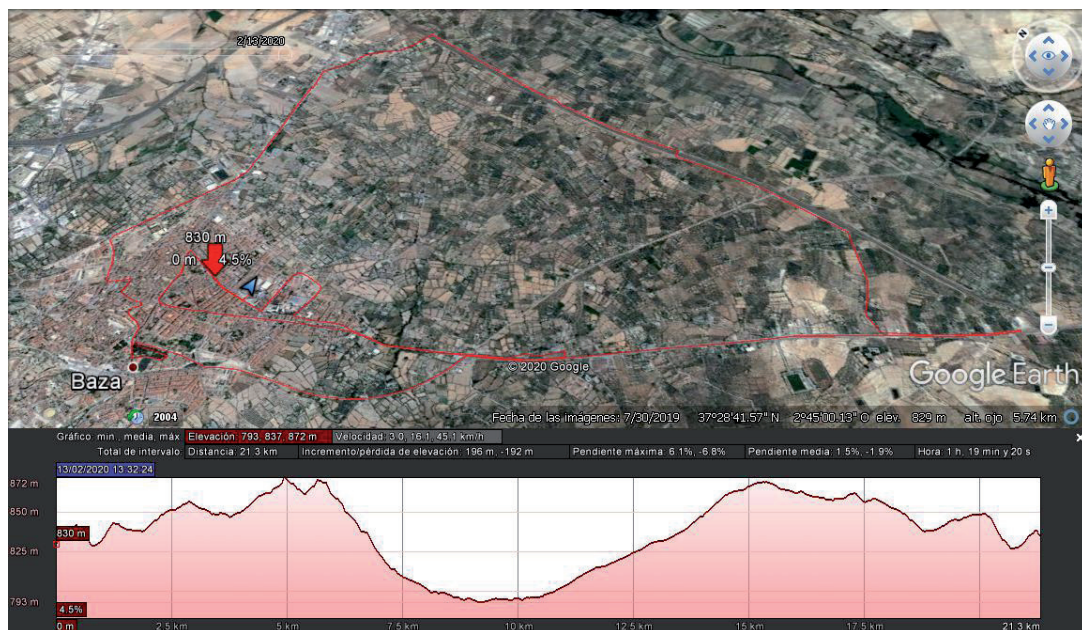 2/13/2020
N
830 m
0 m 4.5%
Baza
© 2020 Google
Google Earth
2004
Fecha de las imágenes: 7/30/2019 37°28'41.57" N 2°45'00.13" O elev. 829 m alt. ojo 5.74 km
Gráfico: min., media, máx. Elevación: 793, 837, 872 m Velocidad: 3.0, 16.1, 45.1 km/h
Total de intervalo: Distancia: 21.3 km Incremento/pérdida de elevación: 196 m, -192 m Pendiente máxima: 6.1%, -6.8% Pendiente media: 1.5%, -1.9% Hora: 1 h, 19 min y 20 s
13/02/2020 13:32:24
872 m
850 m
830 m
825 m
793 m
4.5%
0 m 2.5 km 5 km 7.5 km 10 km 12.5 km 15 km 17.5 km 21.3 km